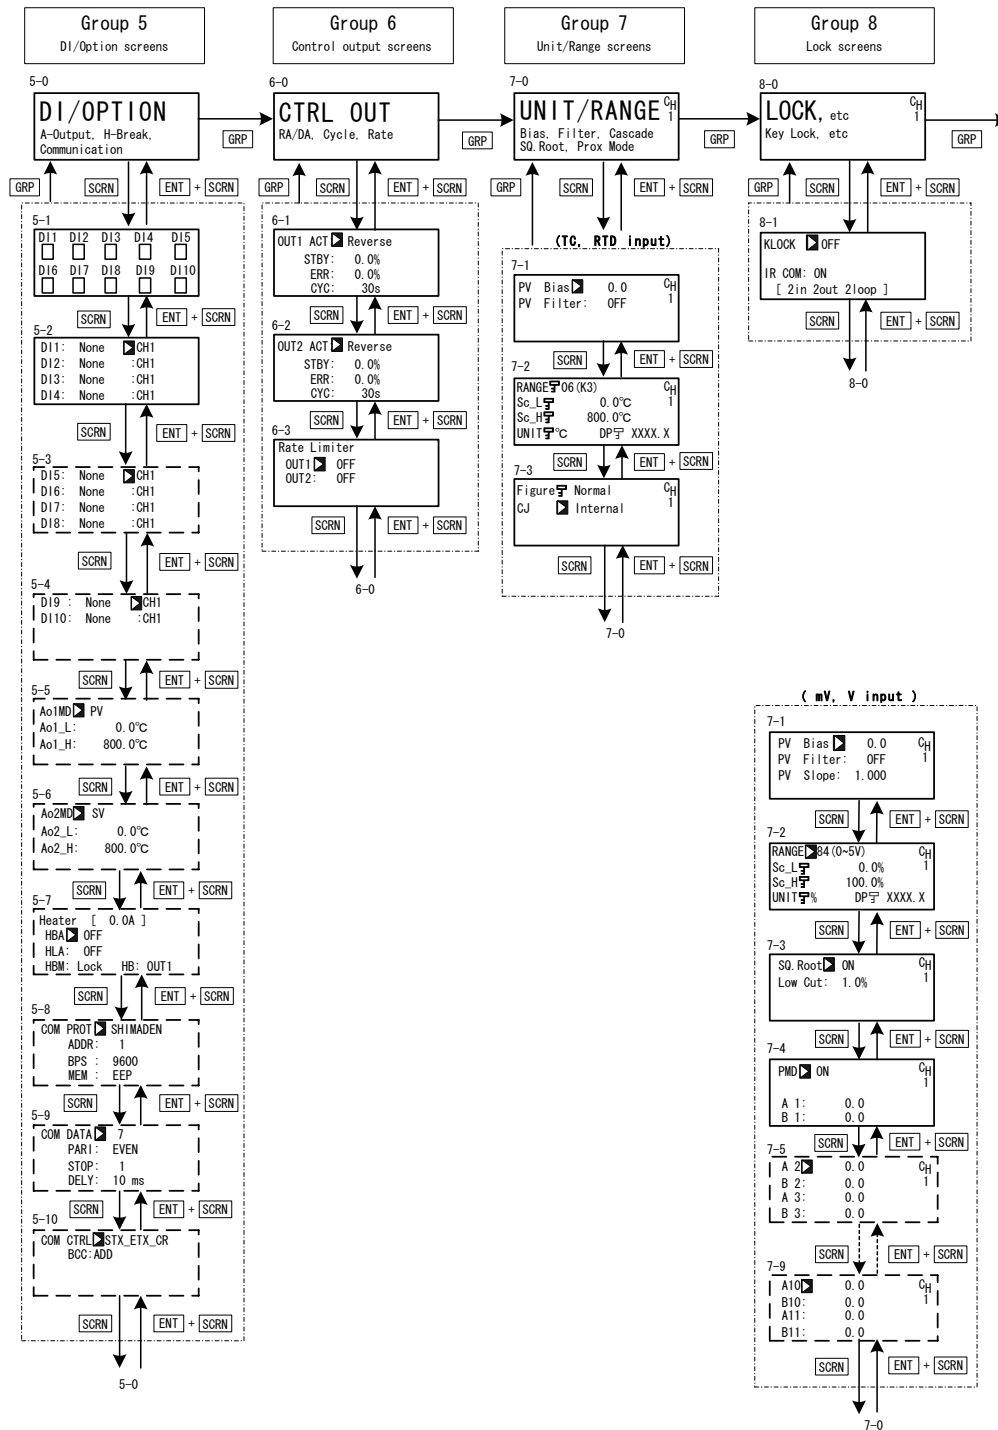 Group 5
DI/Option screens
Group 6
Control output screens
Group 7
Unit/Range screens
Group 8
Lock screens
5-0
DI/OPTION
A-Output, H-Break,
Communication
GRP
6-0
CTRL OUT
RA/DA, Cycle, Rate
GRP
7-0
UNIT/RANGE CH 1
Bias, Filter, Cascade
SQ.Root, Prox Mode
GRP
8-0
LOCK, etc CH 1
Key Lock, etc
GRP
GRP SCRN ENT + SCRN
5-1
DI1 DI2 DI3 DI4 DI5
DI6 DI7 DI8 DI9 DI10
SCRN ENT + SCRN
5-2
DI1: None CH1
DI2: None :CH1
DI3: None :CH1
DI4: None :CH1
SCRN ENT + SCRN
5-3
DI5: None CH1
DI6: None :CH1
DI7: None :CH1
DI8: None :CH1
SCRN ENT + SCRN
5-4
DI9 : None CH1
DI10: None :CH1
SCRN ENT + SCRN
5-5
Ao1MD PV
Ao1_L: 0.0℃
Ao1_H: 800.0℃
SCRN ENT + SCRN
5-6
Ao2MD SV
Ao2_L: 0.0℃
Ao2_H: 800.0℃
SCRN ENT + SCRN
5-7
Heater [ 0.0A ]
HBA OFF
HLA: OFF
HBM: Lock HB: OUT1
SCRN ENT + SCRN
5-8
COM PROT SHIMADEN
ADDR: 1
BPS : 9600
MEM : EEP
SCRN ENT + SCRN
5-9
COM DATA 7
PARI: EVEN
STOP: 1
DELY: 10 ms
SCRN ENT + SCRN
5-10
COM CTRL STX_ETX_CR
BCC:ADD
SCRN ENT + SCRN
5-0
GRP SCRN ENT + SCRN
6-1
OUT1 ACT Reverse
STBY: 0.0%
ERR: 0.0%
CYC: 30s
SCRN ENT + SCRN
6-2
OUT2 ACT Reverse
STBY: 0.0%
ERR: 0.0%
CYC: 30s
SCRN ENT + SCRN
6-3
Rate Limiter
OUT1 OFF
OUT2: OFF
SCRN ENT + SCRN
6-0
GRP SCRN ENT + SCRN
(TC, RTD input)
7-1
PV Bias 0.0 CH 1
PV Filter: OFF
SCRN ENT + SCRN
7-2
RANGE 06(K3) CH 1
Sc_L 0.0℃
Sc_H 800.0℃
UNIT ℃ DP XXXX.X
SCRN ENT + SCRN
7-3
Figure Normal CH 1
CJ Internal
SCRN ENT + SCRN
7-0
GRP SCRN ENT + SCRN
8-1
KLOCK OFF
IR COM: ON
[ 2in 2out 2loop ]
SCRN ENT + SCRN
8-0
( mV, V input )
7-1
PV Bias 0.0 CH 1
PV Filter: OFF
PV Slope: 1.000
SCRN ENT + SCRN
7-2
RANGE 84(0~5V) CH 1
Sc_L 0.0%
Sc_H 100.0%
UNIT % DP XXXX.X
SCRN ENT + SCRN
7-3
SQ.Root ON CH 1
Low Cut: 1.0%
SCRN ENT + SCRN
7-4
PMD ON CH 1
A 1: 0.0
B 1: 0.0
SCRN ENT + SCRN
7-5
A 2 0.0 CH 1
B 2: 0.0
A 3: 0.0
B 3: 0.0
SCRN ENT + SCRN
7-9
A10 0.0 CH 1
B10: 0.0
A11: 0.0
B11: 0.0
SCRN ENT + SCRN
7-0